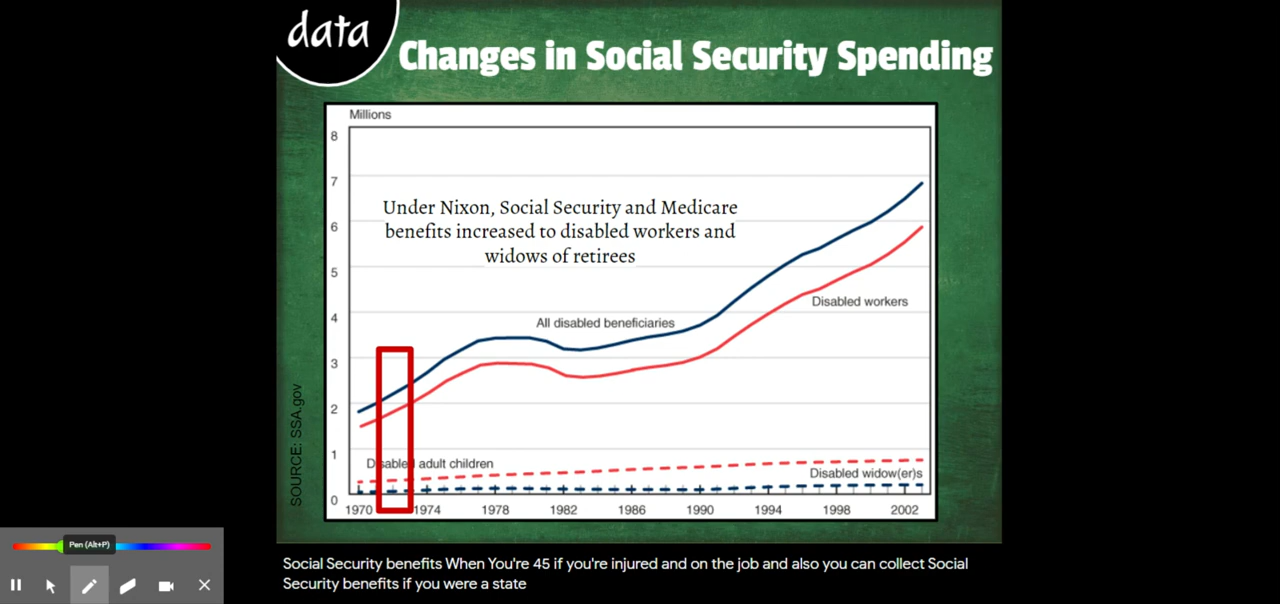 data
Changes in Social Security Spending
Millions
8
7
6
5
4
3
2
1
0
Under Nixon, Social Security and Medicare
benefits increased to disabled workers and
widows of retirees
All disabled beneficiaries
Disabled workers
Disabled adult children
Disabled widow(er)s
1970 1974 1978 1982 1986 1990 1994 1998 2002
SOURCE: SSA.gov
Pen (Alt+P)
Social Security benefits When You're 45 if you're injured and on the job and also you can collect Social
Security benefits if you were a state